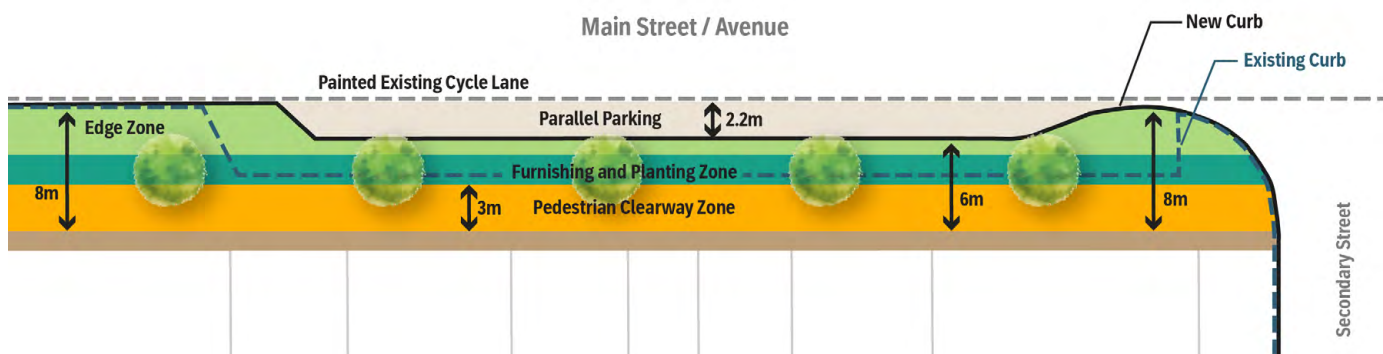 Main Street / Avenue
New Curb
Existing Curb
Painted Existing Cycle Lane
Parallel Parking
2.2m
Edge Zone
Furnishing and Planting Zone
8m
3m
Pedestrian Clearway Zone
6m
8m
Secondary Street